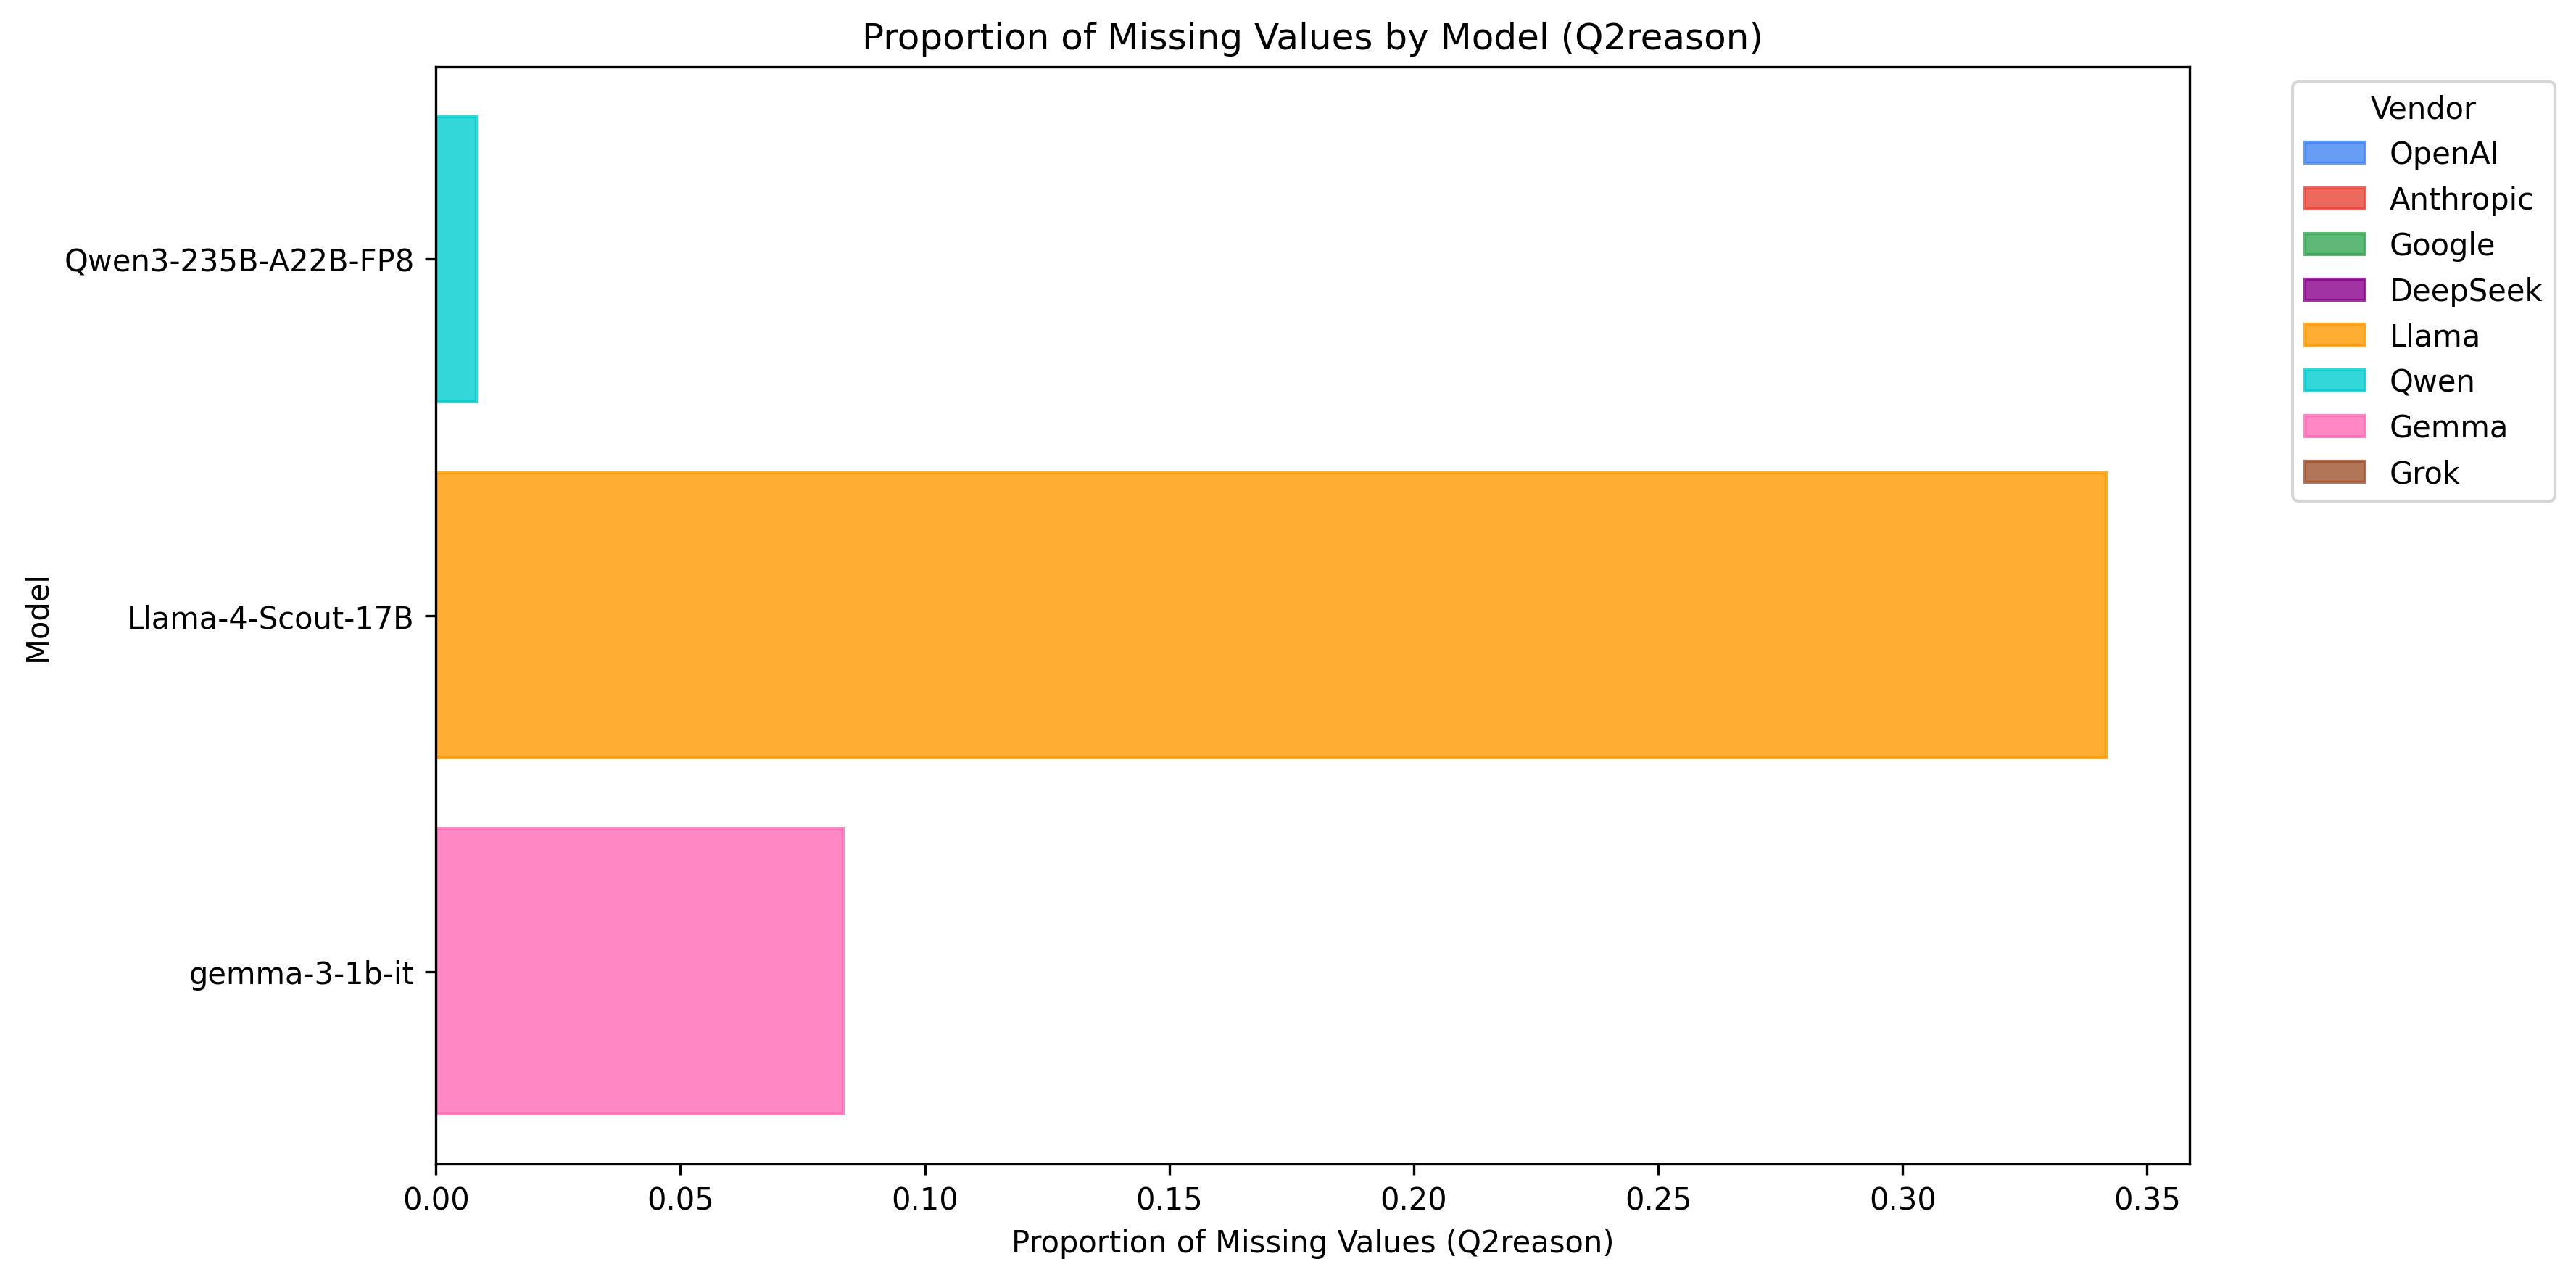 Proportion of Missing Values by Model (Q2reason)
Vendor
OpenAI
Anthropic
Google
DeepSeek
Llama
Qwen
Gemma
Grok
Model
Qwen3-235B-A22B-FP8
Llama-4-Scout-17B
gemma-3-1b-it
0.00 0.05 0.10 0.15 0.20 0.25 0.30 0.35
Proportion of Missing Values (Q2reason)